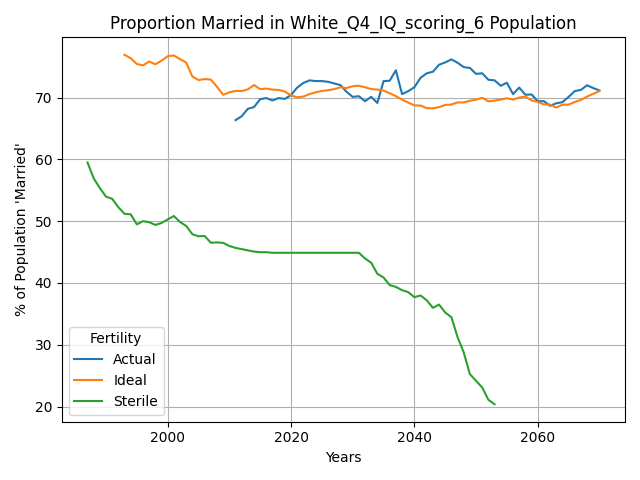 Proportion Married in White_Q4_IQ_scoring_6 Population
% of Population 'Married'
70
60
50
40
30
20
Fertility
Actual
Ideal
Sterile
2000
2020
2040
2060
Years